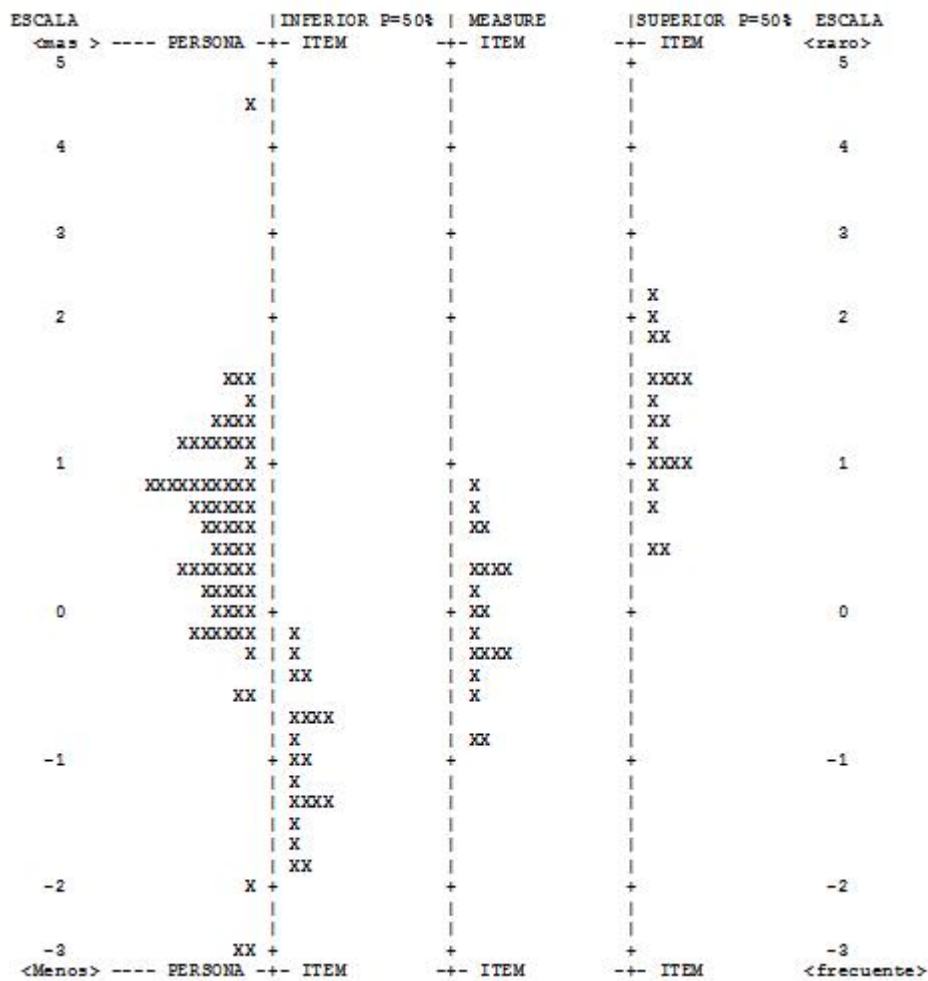 ESCALA |INFERIOR P=50% | MEASURE |SUPERIOR P=50% ESCALA
<mas > ---- PERSONA -+- ITEM -+- ITEM -+- ITEM <raro>
5 + + + 5
| | |
X | | |
| | |
4 + + + 4
| | |
| | |
| | |
3 + + + 3
| | |
| | |
| | | X
2 + + + X 2
| | | XX
| | |
XXX | | | XXXX
X | | | X
XXXX | | | XX
XXXXXXX | | | X
1 X + + + XXXX 1
XXXXXXXXXX | | X | X
XXXXXX | | X | X
XXXXX | | XX |
XXXX | | | XX
XXXXXXX | | XXXX |
XXXXX | | X |
0 XXXX + + XX + 0
XXXXXX | X | X |
X | X | XXXX |
| XX | X |
XX | | X |
| XXXX | |
| X | XX |
-1 + XX + + -1
| X | |
| XXXX | |
| X | |
| X | |
| XX | |
-2 X + + + -2
| | |
| | |
-3 XX + + + -3
<Menos> ---- PERSONA -+- ITEM -+- ITEM -+- ITEM <frecuente>